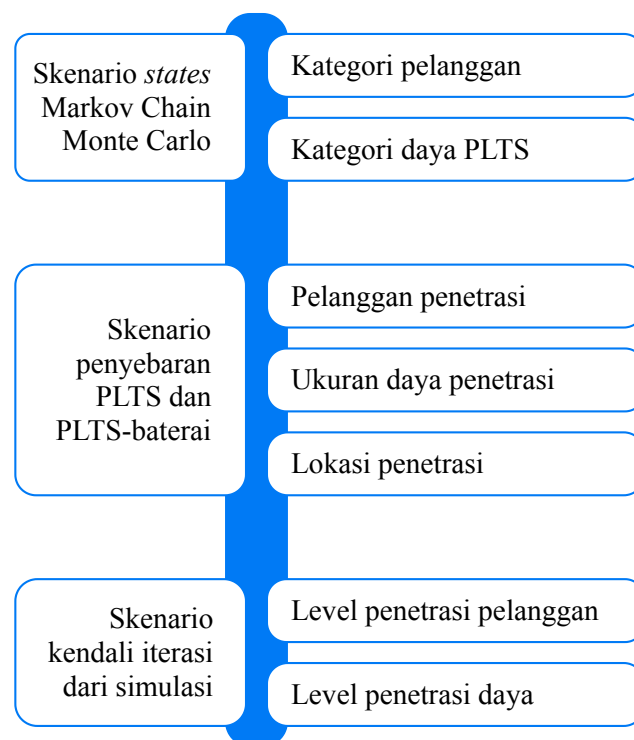 Skenario states
Markov Chain
Monte Carlo
Kategori pelanggan
Kategori daya PLTS
Skenario
penyebaran
PLTS dan
PLTS-baterai
Pelanggan penetrasi
Ukuran daya penetrasi
Lokasi penetrasi
Skenario
kendali iterasi
dari simulasi
Level penetrasi pelanggan
Level penetrasi daya